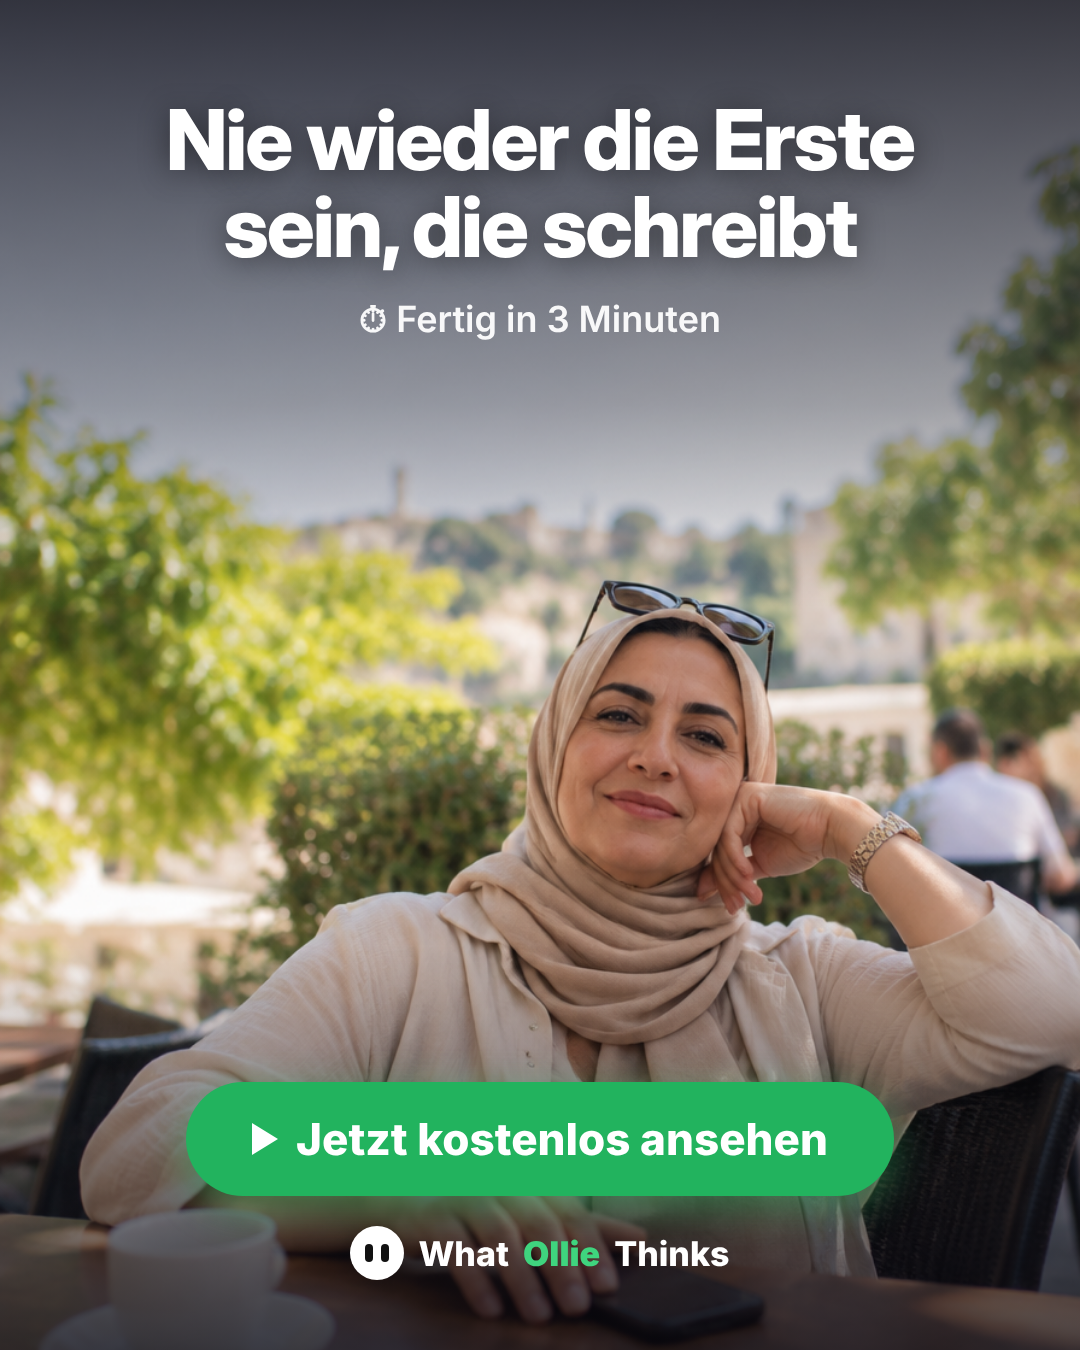 Nie wieder die Erste
sein, die schreibt
⏱ Fertig in 3 Minuten
▶ Jetzt kostenlos ansehen
What Ollie Thinks